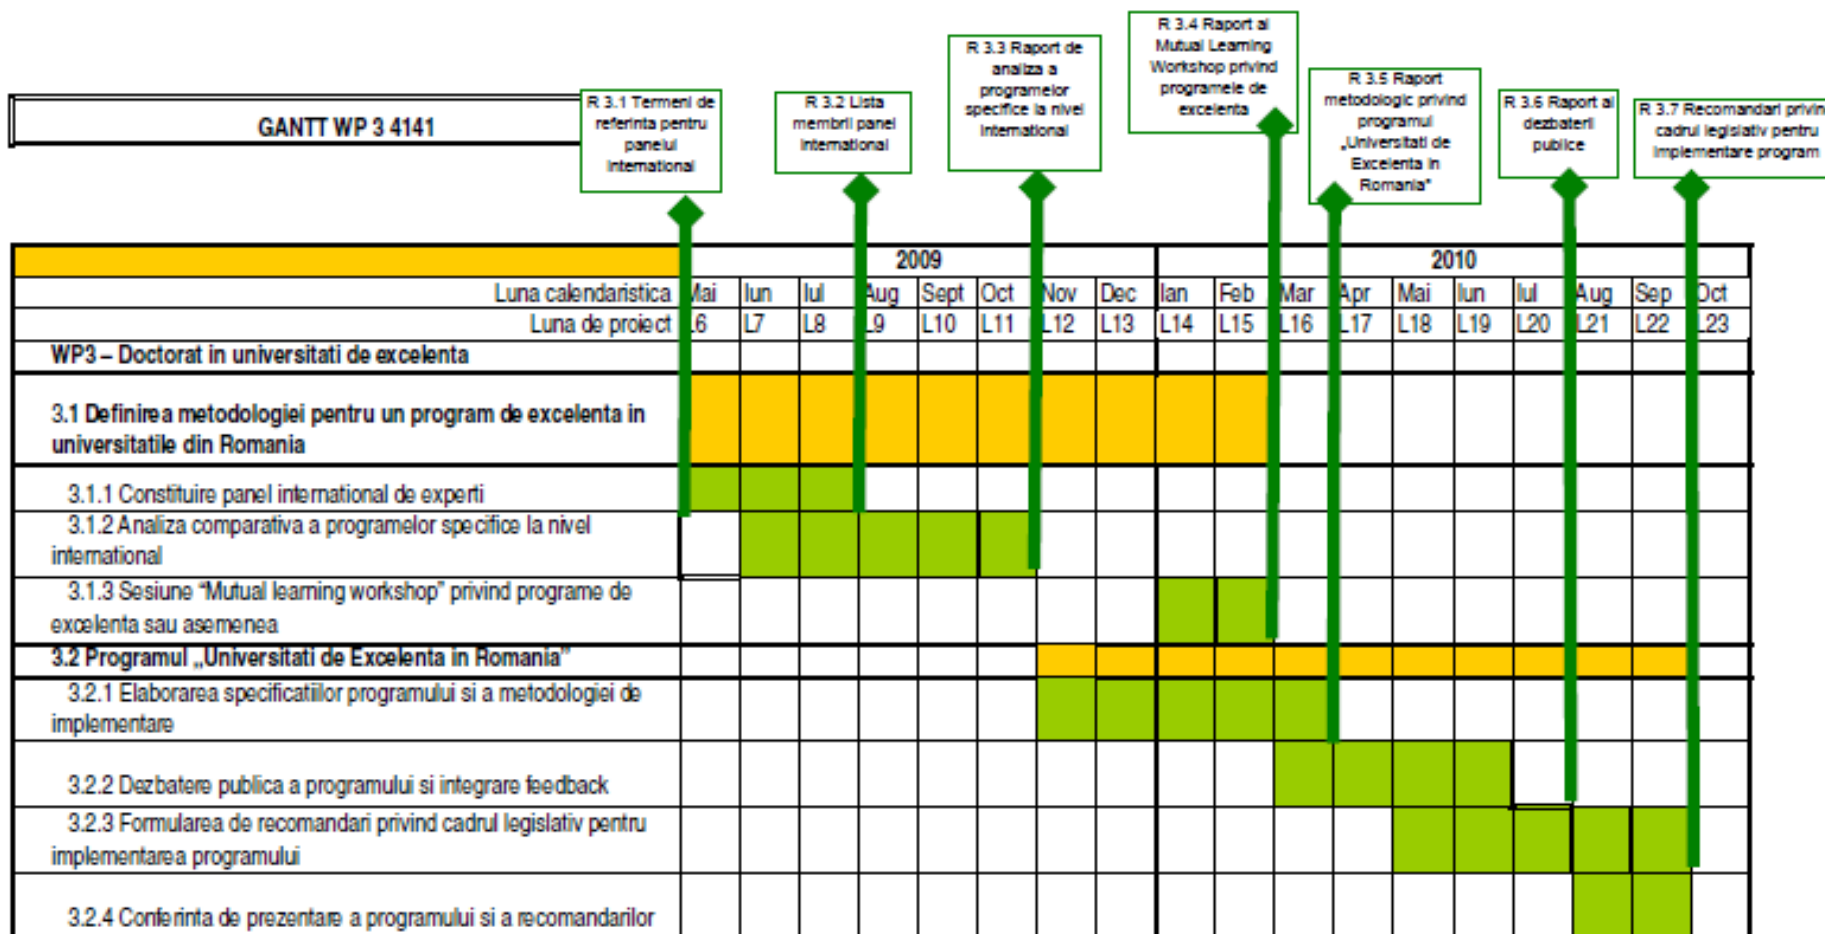 R 3.4 Raport al
Mutual Learning
Workshop privind
programele de
excelenta
R 3.3 Raport de
analiza a
programelor
specifice la nivel
international
R 3.5 Raport
metodologic privind
programul
„Universitati de
Excelenta in
Romania"
R 3.1 Termeni de
referinta pentru
panelul
international
R 3.2 Lista
membrii panel
international
R 3.6 Raport al
dezbaterii
publice
R 3.7 Recomandari privin
cadrul legislativ pentru
implementare program
GANTT WP 3 4141
2009 2010
Luna calendaristica Mai Iun Iul Aug Sept Oct Nov Dec Ian Feb Mar Apr Mai Iun Iul Aug Sep Oct
Luna de proiect L6 L7 L8 L9 L10 L11 L12 L13 L14 L15 L16 L17 L18 L19 L20 L21 L22 L23
WP3 – Doctorat in universitati de excelenta
3.1 Definirea metodologiei pentru un program de excelenta in
universitatile din Romania
3.1.1 Constituire panel international de experti
3.1.2 Analiza comparativa a programelor specifice la nivel
international
3.1.3 Sesiune “Mutual learning workshop” privind programe de
excelenta sau asemenea
3.2 Programul „Universitati de Excelenta in Romania”
3.2.1 Elaborarea specificatiilor programului si a metodologiei de
implementare
3.2.2 Dezbatere publica a programului si integrare feedback
3.2.3 Formularea de recomandari privind cadrul legislativ pentru
implementarea programului
3.2.4 Conferinta de prezentare a programului si a recomandarilor